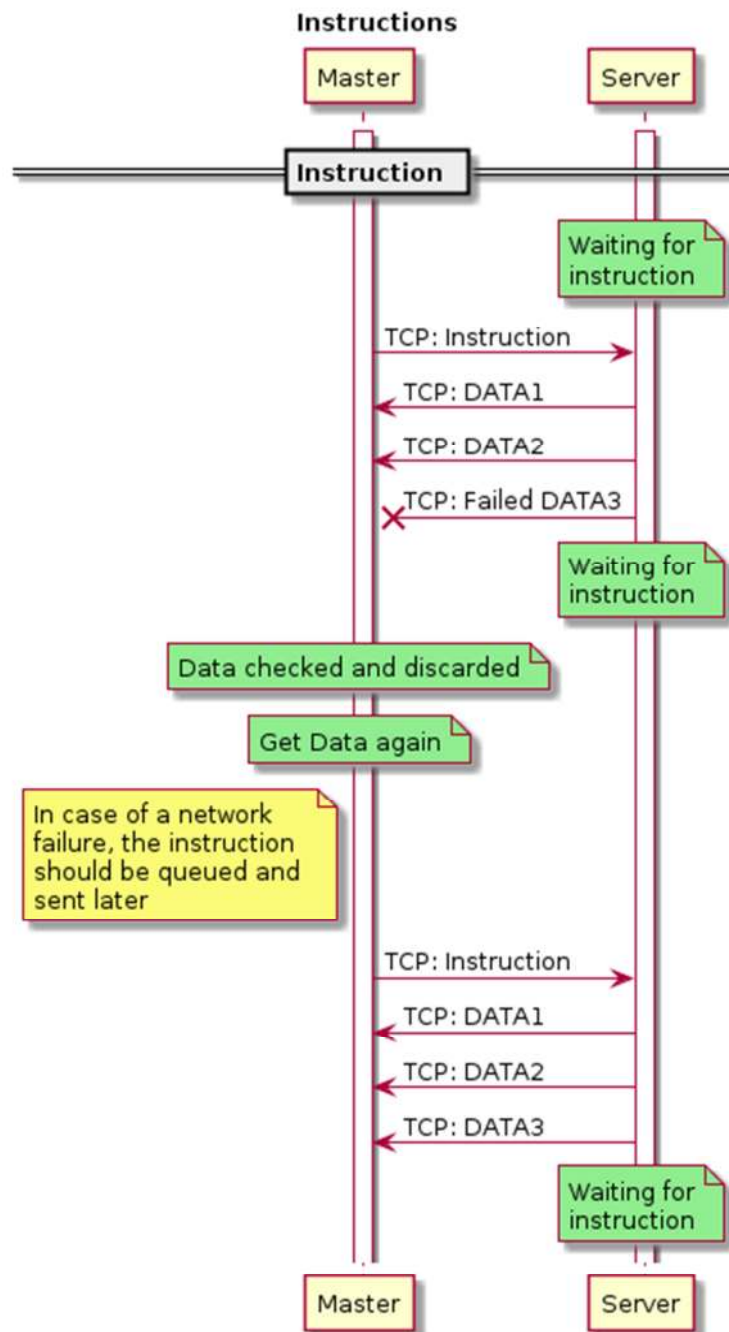 Instructions
Master
Server
Instruction
Waiting for
instruction
TCP: Instruction
TCP: DATA1
TCP: DATA2
TCP: Failed DATA3
Waiting for
instruction
Data checked and discarded
Get Data again
In case of a network
failure, the instruction
should be queued and
sent later
TCP: Instruction
TCP: DATA1
TCP: DATA2
TCP: DATA3
Waiting for
instruction
Master
Server